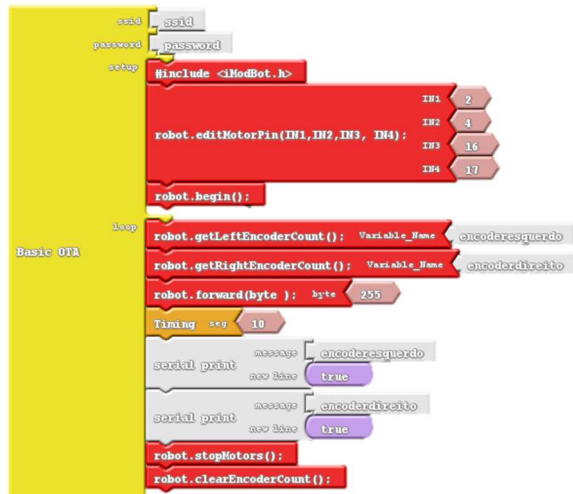 ssid ssid
password password
setup
#include <iModBot.h>
IN1 2
IN2 4
robot.editMotorPin(IN1,IN2,IN3, IN4);
IN3 16
IN4 17
robot.begin();
loop
robot.getLeftEncoderCount(); Variable_Name encoderesquerdo
Basic OTA
robot.getRightEncoderCount(); Variable_Name encoderdireito
robot.forward(byte ); byte 255
Timing seg 10
message encoderesquerdo
serial print
new line true
message encoderdireito
serial print
new line true
robot.stopMotors();
robot.clearEncoderCount();